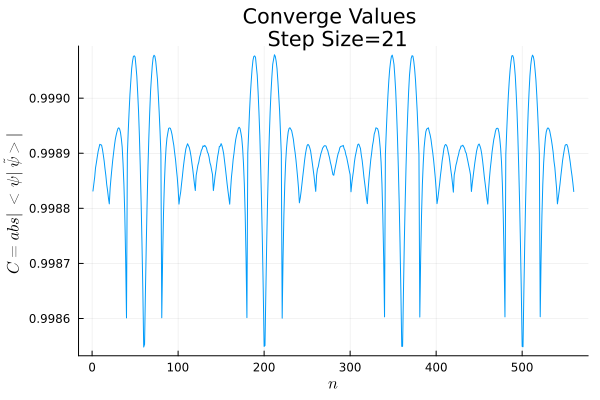 Converge Values
Step Size=21
C = abs| < ψ|ψ̃ > |
0.9990
0.9989
0.9988
0.9987
0.9986
0 100 200 300 400 500
n